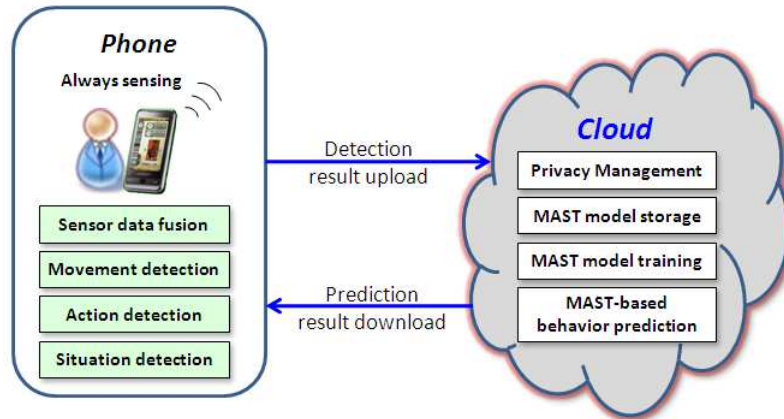 Phone
Always sensing
Sensor data fusion
Movement detection
Action detection
Situation detection
Detection
result upload
Prediction
result download
Cloud
Privacy Management
MAST model storage
MAST model training
MAST-based
behavior prediction